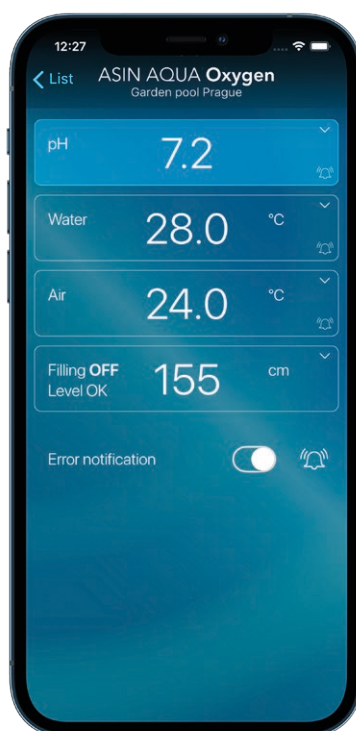 12:27
List
ASIN AQUA Oxygen
Garden pool Prague
pH 7.2
Water 28.0 °C
Air 24.0 °C
Filling OFF
Level OK
155 cm
Error notification